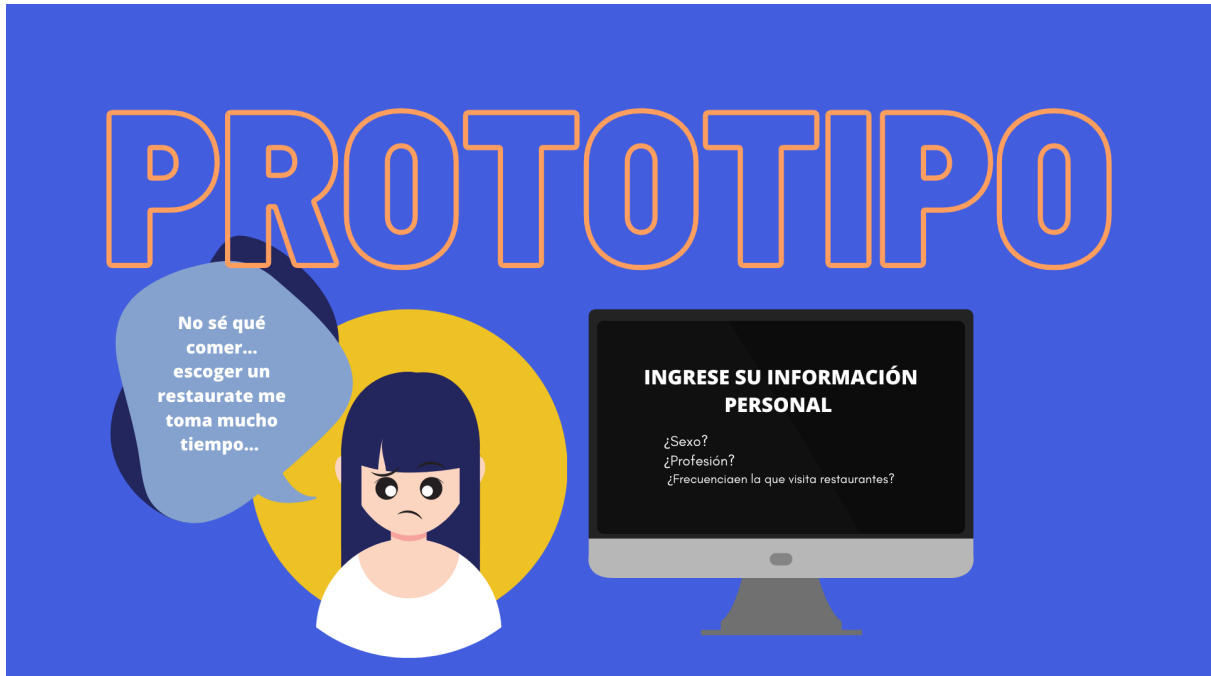 PROTOTIPO
No sé qué
comer...
escoger un
restaurate me
toma mucho
tiempo...
INGRESE SU INFORMACIÓN
PERSONAL
¿Sexo?
¿Profesión?
¿Frecuenciaen la que visita restaurantes?